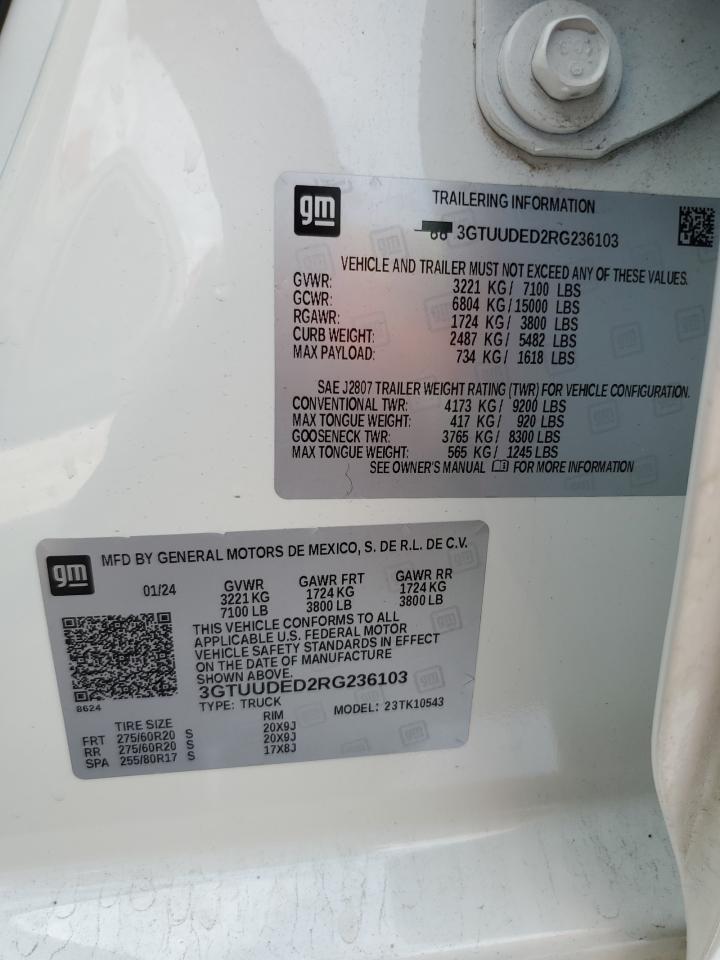 gm
TRAILERING INFORMATION
3GTUUDED2RG236103
VEHICLE AND TRAILER MUST NOT EXCEED ANY OF THESE VALUES.
GVWR: 3221 KG/ 7100 LBS
GCWR: 6804 KG/ 15000 LBS
RGAWR: 1724 KG/ 3800 LBS
CURB WEIGHT: 2487 KG/ 5482 LBS
MAX PAYLOAD: 734 KG/ 1618 LBS
SAE J2807 TRAILER WEIGHT RATING (TWR) FOR VEHICLE CONFIGURATION.
CONVENTIONAL TWR: 4173 KG/ 9200 LBS
MAX TONGUE WEIGHT: 417 KG/ 920 LBS
GOOSENECK TWR: 3765 KG/ 8300 LBS
MAX TONGUE WEIGHT: 565 KG/ 1245 LBS
SEE OWNER'S MANUAL FOR MORE INFORMATION
gm
MFD BY GENERAL MOTORS DE MEXICO, S. DE R.L. DE C.V.
01/24 GVWR GAWR FRT GAWR RR
3221 KG 1724 KG 1724 KG
7100 LB 3800 LB 3800 LB
THIS VEHICLE CONFORMS TO ALL
APPLICABLE U.S. FEDERAL MOTOR
VEHICLE SAFETY STANDARDS IN EFFECT
ON THE DATE OF MANUFACTURE
SHOWN ABOVE.
3GTUUDED2RG236103
8624
TYPE: TRUCK MODEL: 23TK10543
TIRE SIZE RIM
FRT 275/60R20 S 20X9J
RR 275/60R20 S 20X9J
SPA 255/80R17 S 17X8J